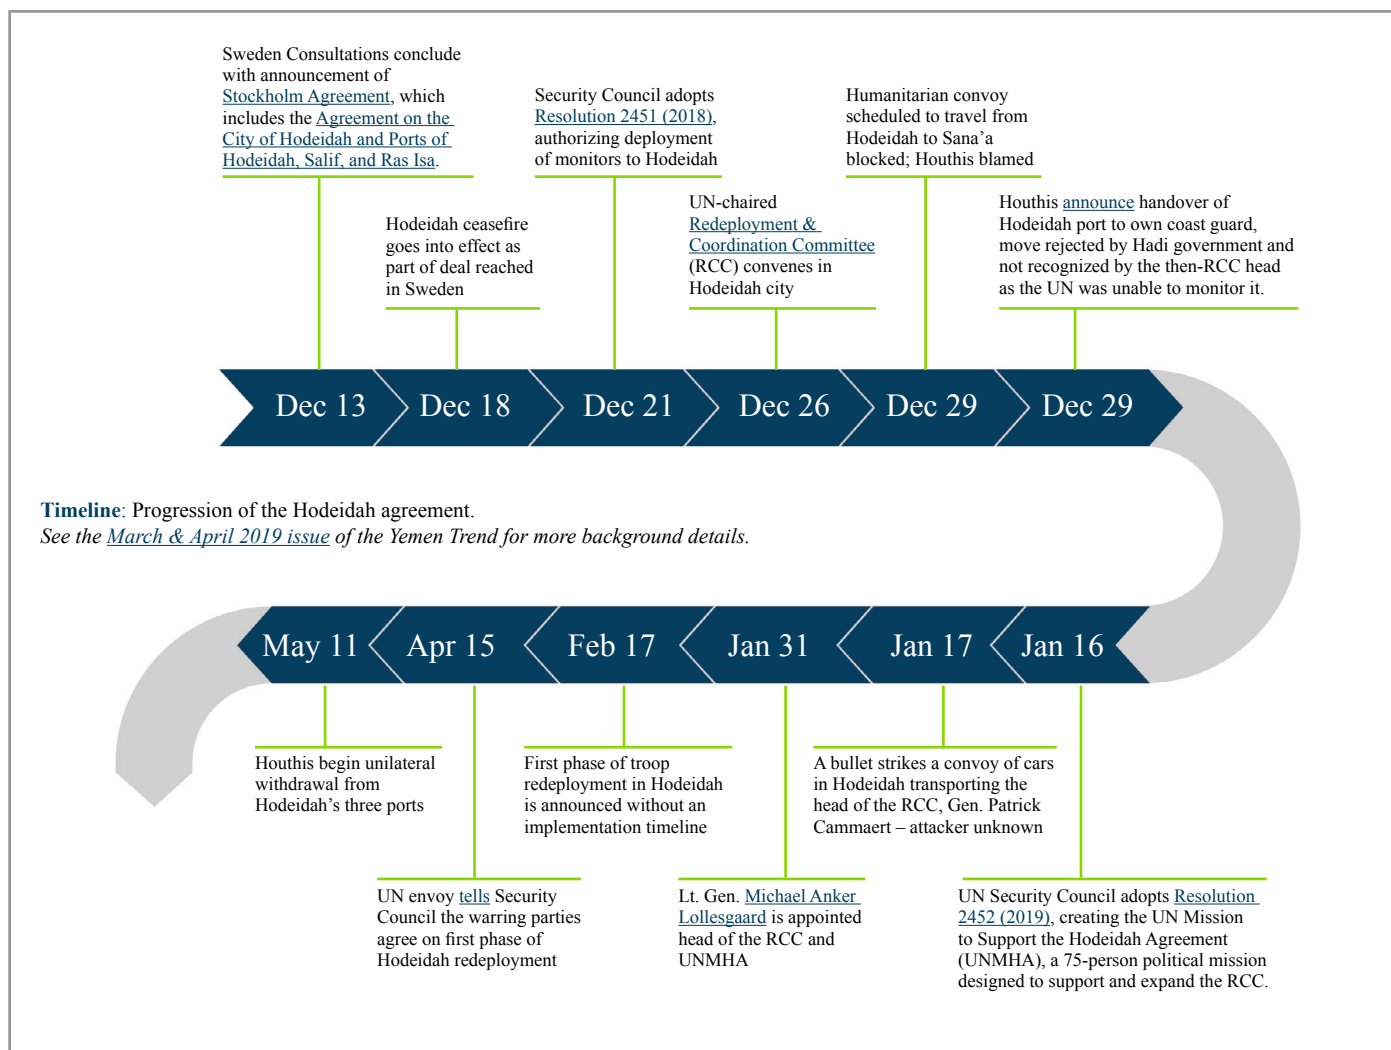 Sweden Consultations conclude
with announcement of
Stockholm Agreement, which
includes the Agreement on the
City of Hodeidah and Ports of
Hodeidah, Salif, and Ras Isa.
Hodeidah ceasefire
goes into effect as
part of deal reached
in Sweden
Security Council adopts
Resolution 2451 (2018),
authorizing deployment
of monitors to Hodeidah
UN-chaired
Redeployment &
Coordination Committee
(RCC) convenes in
Hodeidah city
Humanitarian convoy
scheduled to travel from
Hodeidah to Sana’a
blocked; Houthis blamed
Houthis announce handover of
Hodeidah port to own coast guard,
move rejected by Hadi government and
not recognized by the then-RCC head
as the UN was unable to monitor it.
Dec 13
Dec 18
Dec 21
Dec 26
Dec 29
Dec 29
Timeline: Progression of the Hodeidah agreement.
See the March & April 2019 issue of the Yemen Trend for more background details.
May 11
Apr 15
Feb 17
Jan 31
Jan 17
Jan 16
Houthis begin unilateral
withdrawal from
Hodeidah’s three ports
UN envoy tells Security
Council the warring parties
agree on first phase of
Hodeidah redeployment
First phase of troop
redeployment in Hodeidah
is announced without an
implementation timeline
Lt. Gen. Michael Anker
Lollesgaard is appointed
head of the RCC and
UNMHA
A bullet strikes a convoy of cars
in Hodeidah transporting the
head of the RCC, Gen. Patrick
Cammaert – attacker unknown
UN Security Council adopts Resolution
2452 (2019), creating the UN Mission
to Support the Hodeidah Agreement
(UNMHA), a 75-person political mission
designed to support and expand the RCC.